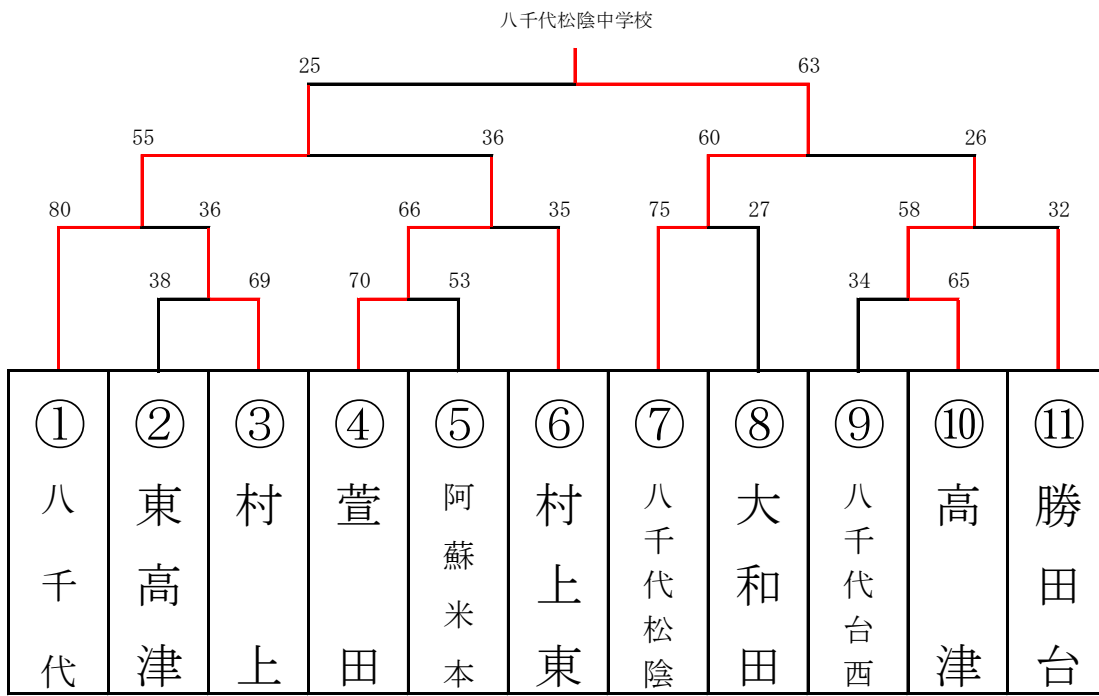 八千代松陰中学校
25 63
55 36 60 26
80 36 66 35 75 27 58 32
38 69 70 53 34 65
① 八千代
② 東高津
③ 村上
④ 萱田
⑤ 阿蘇米本
⑥ 村上東
⑦ 八千代松陰
⑧ 大和田
⑨ 八千代台西
⑩ 高津
⑪ 勝田台